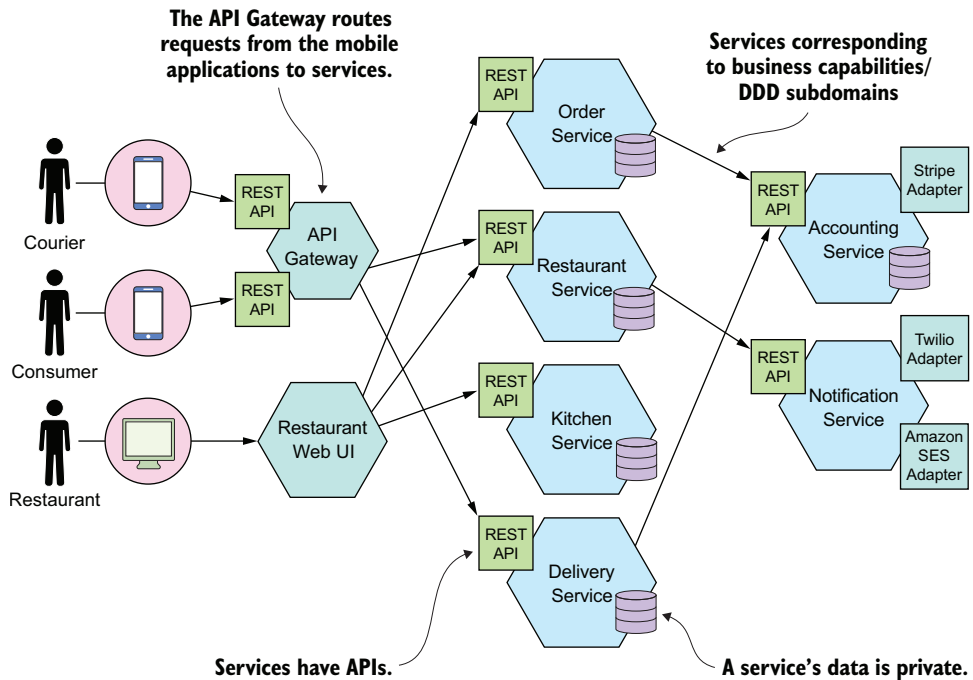 The API Gateway routes
requests from the mobile
applications to services.
Services corresponding
to business capabilities/
DDD subdomains
REST
API
Order
Service
Courier
REST
API
API
Gateway
REST
API
Consumer
REST
API
Restaurant
Service
REST
API
Accounting
Service
Stripe
Adapter
Restaurant
Restaurant
Web UI
REST
API
Kitchen
Service
REST
API
Notification
Service
Twilio
Adapter
Amazon
SES
Adapter
REST
API
Delivery
Service
Services have APIs.
A service’s data is private.